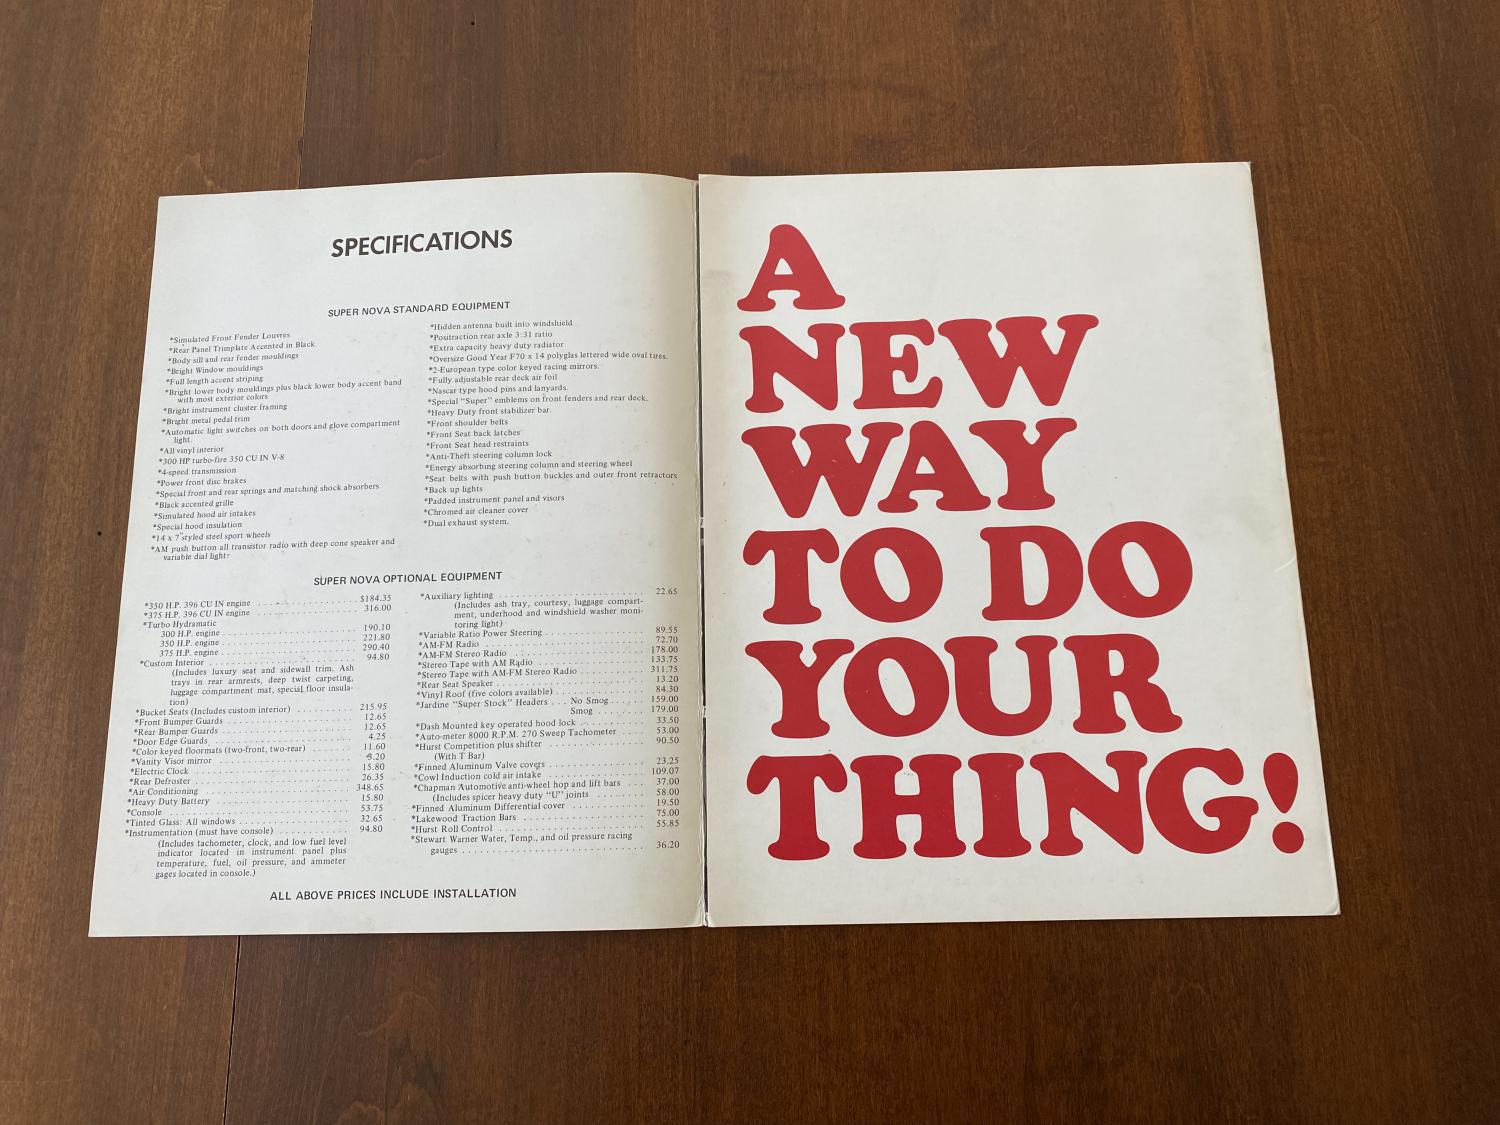 SPECIFICATIONS
SUPER NOVA STANDARD EQUIPMENT
*Simulated Front Fender Louvres
*Rear Panel Trimplate Accented in Black
*Body sill and rear fender mouldings
*Bright Window mouldings
*Full length accent striping
*Bright lower body mouldings plus black lower body accent band
with most exterior colors
*Bright instrument cluster framing
*Bright metal pedal trim
*Automatic light switches on both doors and glove compartment
light.
*All vinyl interior
*300 HP turbo-fire 350 CU IN V-8
*4-speed transmission
*Power front disc brakes
*Special front and rear springs and matching shock absorbers
*Black accented grille
*Simulated hood air intakes
*Special hood insulation
*14 x 7" styled steel sport wheels
*AM push button all transistor radio with deep cone speaker and
variable dial light.
*Hidden antenna built into windshield
*Positraction rear axle 3:31 ratio
*Extra capacity heavy duty radiator
*Oversize Good Year F70 x 14 polyglas lettered wide oval tires.
*2-European type color keyed racing mirrors.
*Fully adjustable rear deck air foil
*Nascar type hood pins and lanyards.
*Special "Super" emblems on front fenders and rear deck.
*Heavy Duty front stabilizer bar.
*Front shoulder belts
*Front Seat back latches
*Front Seat head restraints
*Anti-Theft steering column lock
*Energy absorbing steering column and steering wheel
*Seat belts with push button buckles and outer front retractors
*Back up lights
*Padded instrument panel and visors
*Chromed air cleaner cover
*Dual exhaust system.
SUPER NOVA OPTIONAL EQUIPMENT
*350 H.P. 396 CU IN engine . . . . . . . . . . . . . . . . . . $184.35
*375 H.P. 396 CU IN engine . . . . . . . . . . . . . . . . . . 316.00
*Turbo Hydramatic
300 H.P. engine . . . . . . . . . . . . . . . . . . . . . . . 190.10
350 H.P. engine . . . . . . . . . . . . . . . . . . . . . . . 221.80
375 H.P. engine . . . . . . . . . . . . . . . . . . . . . . . 290.40
*Custom Interior . . . . . . . . . . . . . . . . . . . . . . . . 94.80
(Includes luxury seat and sidewall trim. Ash
trays in rear armrests, deep twist carpeting,
luggage compartment mat, special floor insula-
tion)
*Bucket Seats (Includes custom interior) . . . . . . . . . . 215.95
*Front Bumper Guards . . . . . . . . . . . . . . . . . . . . . 12.65
*Rear Bumper Guards . . . . . . . . . . . . . . . . . . . . . . 12.65
*Door Edge Guards . . . . . . . . . . . . . . . . . . . . . . . 4.25
*Color keyed floormats (two-front, two-rear) . . . . . . . 11.60
*Vanity Visor mirror . . . . . . . . . . . . . . . . . . . . . . 3.20
*Electric Clock . . . . . . . . . . . . . . . . . . . . . . . . . 15.80
*Rear Defroster . . . . . . . . . . . . . . . . . . . . . . . . . 26.35
*Air Conditioning . . . . . . . . . . . . . . . . . . . . . . . . 348.65
*Heavy Duty Battery . . . . . . . . . . . . . . . . . . . . . . 15.80
*Console . . . . . . . . . . . . . . . . . . . . . . . . . . . . . 53.75
*Tinted Glass: All windows . . . . . . . . . . . . . . . . . . 32.65
*Instrumentation (must have console) . . . . . . . . . . . . 94.80
(Includes tachometer, clock, and low fuel level
indicator located in instrument panel plus
temperature, fuel, oil pressure, and ammeter
gages located in console.)
*Auxiliary lighting . . . . . . . . . . . . . . . . . . . . . . . 22.65
(Includes ash tray, courtesy, luggage compart-
ment, underhood and windshield washer moni-
toring light)
*Variable Ratio Power Steering . . . . . . . . . . . . . . . . 89.55
*AM-FM Radio . . . . . . . . . . . . . . . . . . . . . . . . . . 72.70
*AM-FM Stereo Radio . . . . . . . . . . . . . . . . . . . . . 178.00
*Stereo Tape with AM Radio . . . . . . . . . . . . . . . . . 133.75
*Stereo Tape with AM-FM Stereo Radio . . . . . . . . . . . 311.75
*Rear Seat Speaker . . . . . . . . . . . . . . . . . . . . . . . 13.20
*Vinyl Roof (five colors available) . . . . . . . . . . . . . 84.30
*Jardine "Super Stock" Headers . . . No Smog . . . . . . 159.00
Smog . . . . . . . . 179.00
*Dash Mounted key operated hood lock . . . . . . . . . . . 33.50
*Auto-meter 8000 R.P.M. 270 Sweep Tachometer . . . . 53.00
*Hurst Competition plus shifter . . . . . . . . . . . . . . . 90.50
(With T Bar)
*Finned Aluminum Valve covers . . . . . . . . . . . . . . . 23.25
*Cowl Induction cold air intake . . . . . . . . . . . . . . . 109.07
*Chapman Automotive anti-wheel hop and lift bars . . . 37.00
(Includes spicer heavy duty "U" joints . . . . . . . . . 58.00
*Finned Aluminum Differential cover . . . . . . . . . . . . 19.50
*Lakewood Traction Bars . . . . . . . . . . . . . . . . . . . 75.00
*Hurst Roll Control . . . . . . . . . . . . . . . . . . . . . . . 55.85
*Stewart Warner Water, Temp., and oil pressure racing
gauges . . . . . . . . . . . . . . . . . . . . . . . . . . . . . 36.20
ALL ABOVE PRICES INCLUDE INSTALLATION
A
NEW
WAY
TO DO
YOUR
THING!